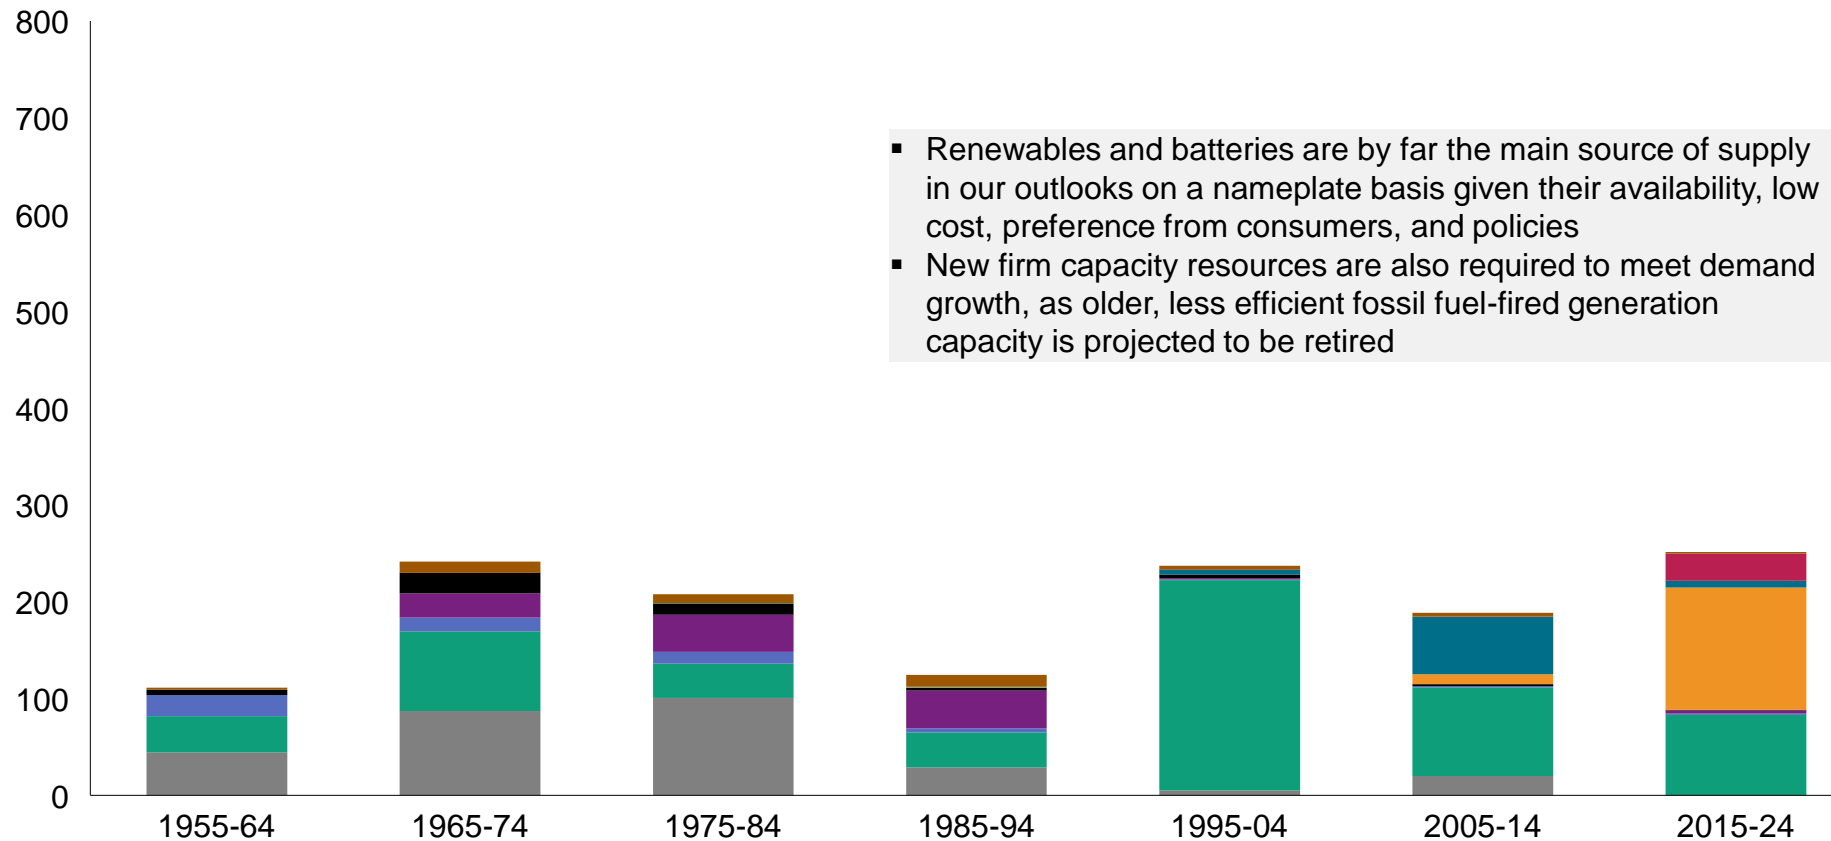 800
700
600
500
400
300
200
100
0
▪ Renewables and batteries are by far the main source of supply
in our outlooks on a nameplate basis given their availability, low
cost, preference from consumers, and policies
▪ New firm capacity resources are also required to meet demand
growth, as older, less efficient fossil fuel-fired generation
capacity is projected to be retired
1955-64 1965-74 1975-84 1985-94 1995-04 2005-14 2015-24